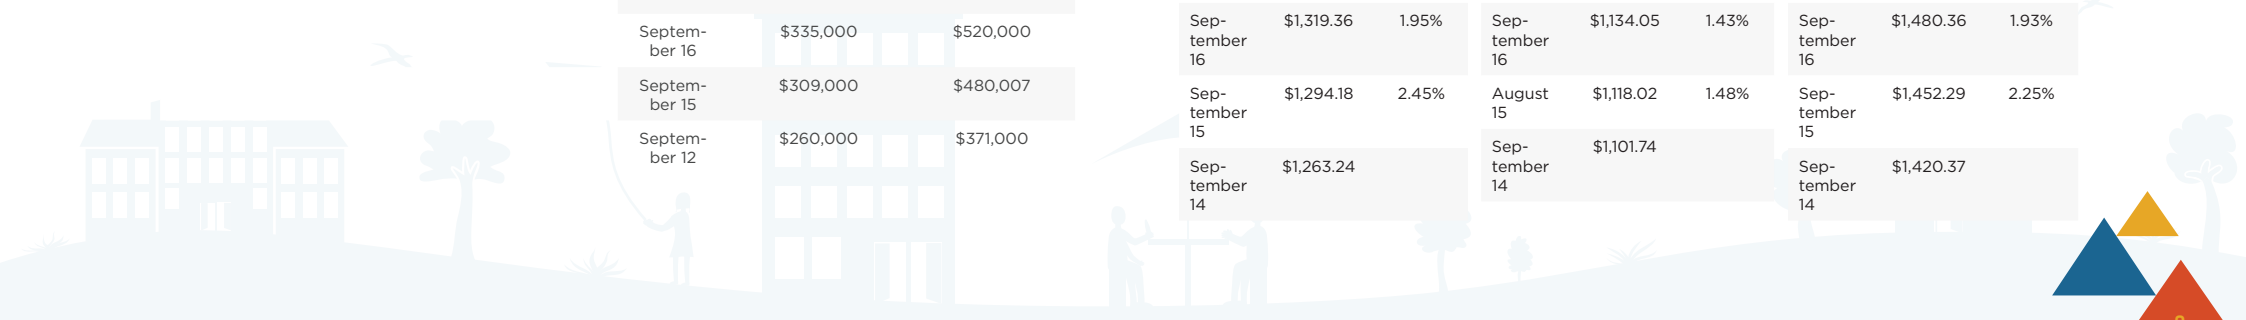 Septem-
ber 16
$335,000
$520,000
Septem-
ber 15
$309,000
$480,007
Septem-
ber 12
$260,000
$371,000
Sep-
tember
16
$1,319.36
1.95%
Sep-
tember
15
$1,294.18
2.45%
Sep-
tember
14
$1,263.24
Sep-
tember
16
$1,134.05
1.43%
August
15
$1,118.02
1.48%
Sep-
tember
14
$1,101.74
Sep-
tember
16
$1,480.36
1.93%
Sep-
tember
15
$1,452.29
2.25%
Sep-
tember
14
$1,420.37